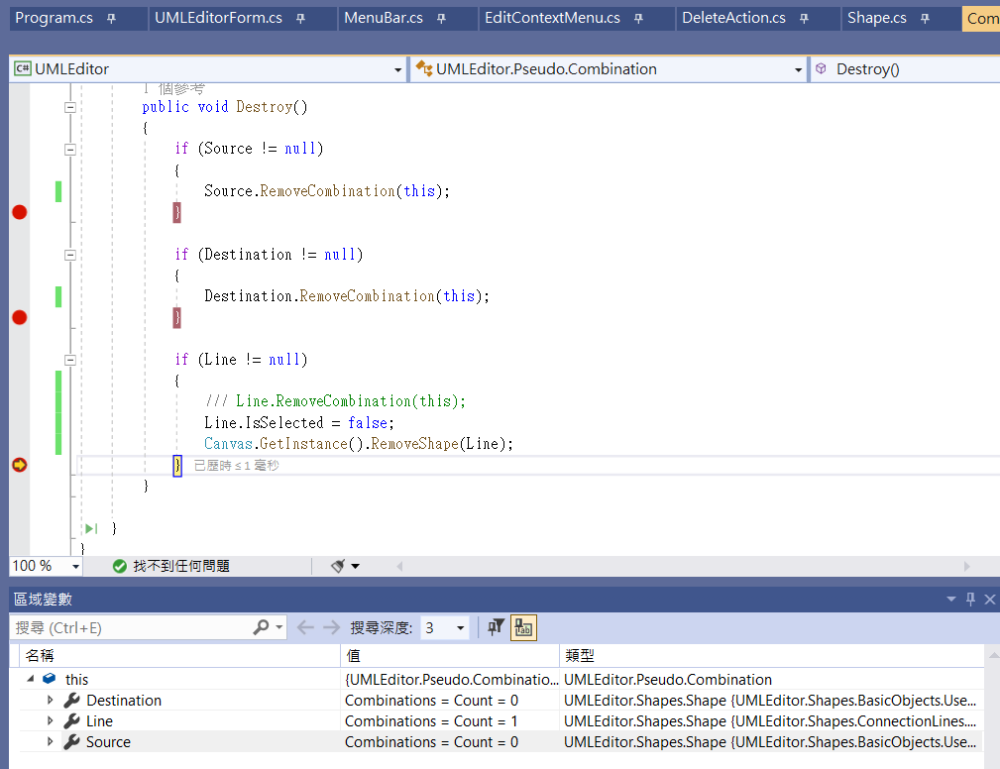 Program.cs UMLEditorForm.cs MenuBar.cs EditContextMenu.cs DeleteAction.cs Shape.cs Com
C# UMLEditor UMLEditor.Pseudo.Combination Destroy()
1 個參考
public void Destroy()
{
if (Source != null)
{
Source.RemoveCombination(this);
}
if (Destination != null)
{
Destination.RemoveCombination(this);
}
if (Line != null)
{
/// Line.RemoveCombination(this);
Line.IsSelected = false;
Canvas.GetInstance().RemoveShape(Line);
} 已歷時 ≤ 1 毫秒
}
}
}
100 % 找不到任何問題
區域變數
搜尋 (Ctrl+E) 搜尋深度: 3
名稱 值 類型
this {UMLEditor.Pseudo.Combinatio... UMLEditor.Pseudo.Combination
Destination Combinations = Count = 0 UMLEditor.Shapes.Shape {UMLEditor.Shapes.BasicObjects.Use...
Line Combinations = Count = 1 UMLEditor.Shapes.Shape {UMLEditor.Shapes.ConnectionLines....
Source Combinations = Count = 0 UMLEditor.Shapes.Shape {UMLEditor.Shapes.BasicObjects.Use...